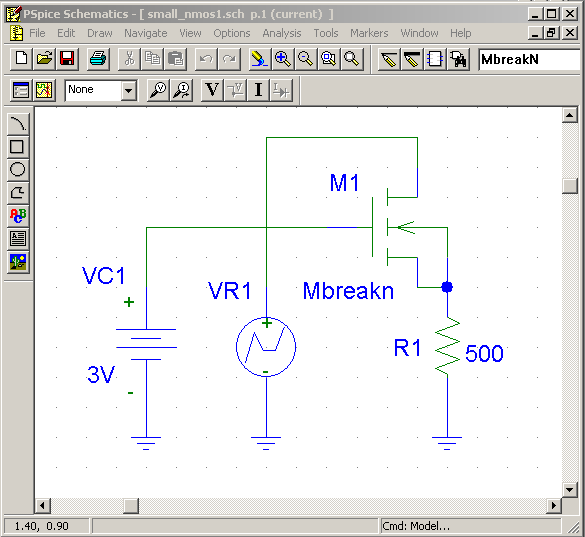 PSpice Schematics - [ small_nmos1.sch p.1 (current) ]
File Edit Draw Navigate View Options Analysis Tools Markers Window Help
MbreakN
None
V I
ABC
M1
VC1
+
VR1
Mbreakn
+
R1
500
3V
-
-
1.40, 0.90
Cmd: Model...